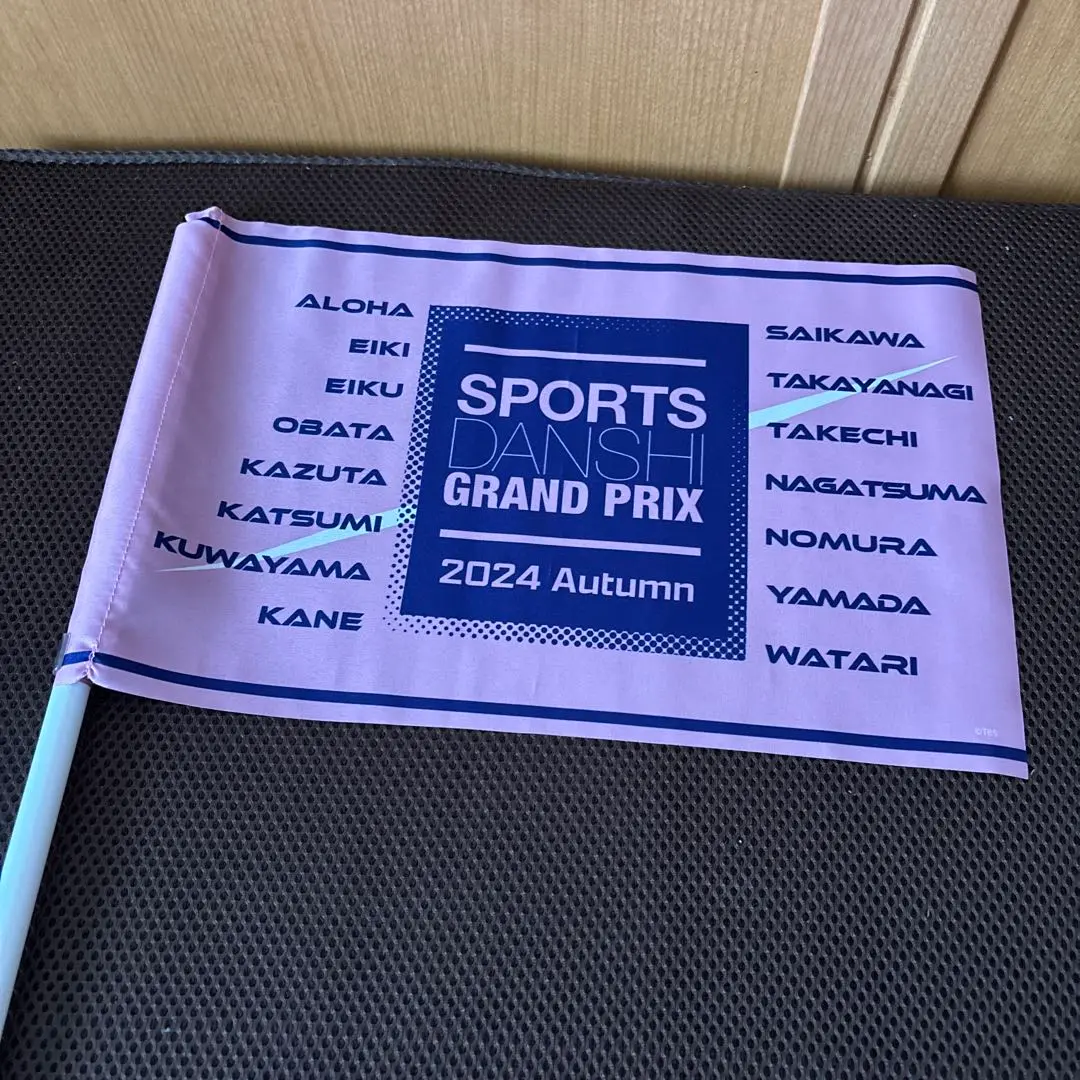 ALOHA
EIKI
EIKU
OBATA
KAZUTA
KATSUMI
KUWAYAMA
KANE
SPORTS
DANSHI
GRAND PRIX
2024 Autumn
SAIKAWA
TAKAYANAGI
TAKECHI
NAGATSUMA
NOMURA
YAMADA
WATARI
©TBS